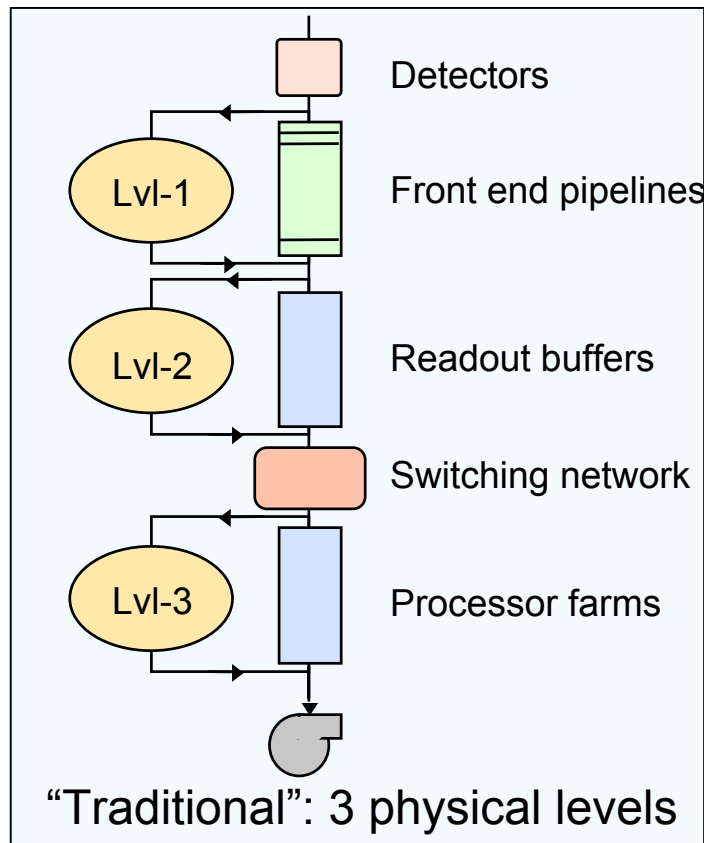 Detectors
Lvl-1
Front end pipelines
Lvl-2
Readout buffers
Switching network
Lvl-3
Processor farms
“Traditional”: 3 physical levels